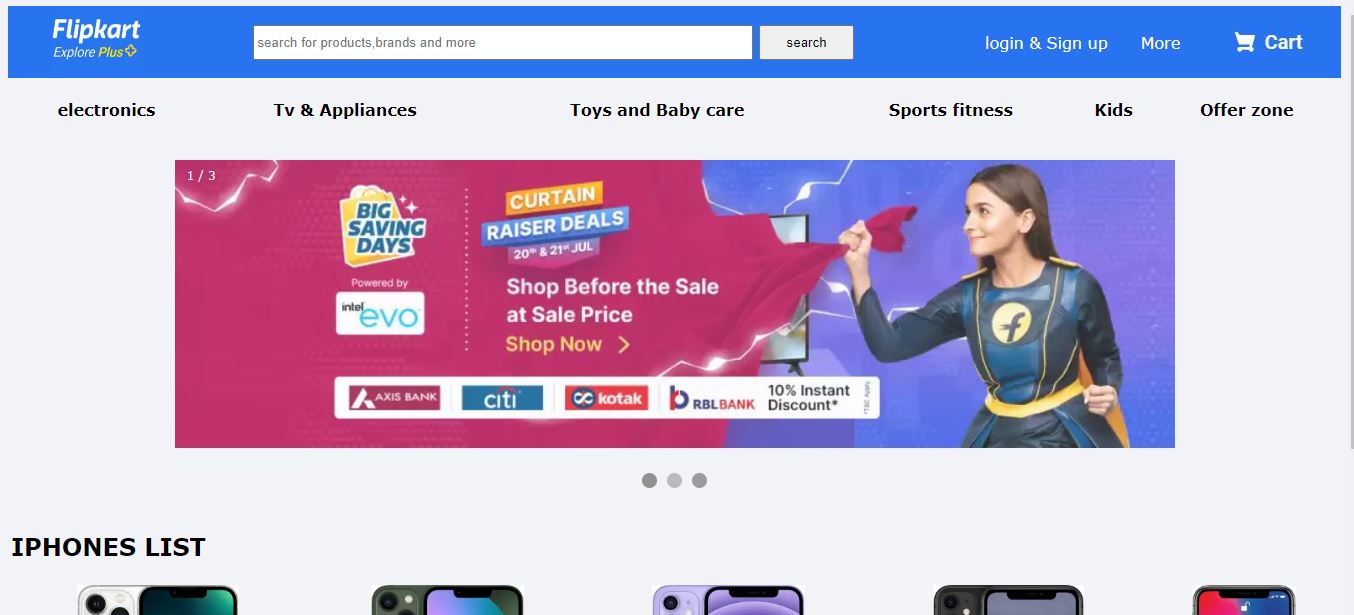 Flipkart
Explore Plus
search for products,brands and more
search
login & Sign up
More
Cart
electronics
Tv & Appliances
Toys and Baby care
Sports fitness
Kids
Offer zone
1 / 3
BIG
SAVING
DAYS
Powered by
intel
evo
CURTAIN
RAISER DEALS
20th & 21st JUL
Shop Before the Sale
at Sale Price
Shop Now >
AXIS BANK
citi
kotak
RBL BANK
10% Instant
Discount*
*T&C Apply
IPHONES LIST